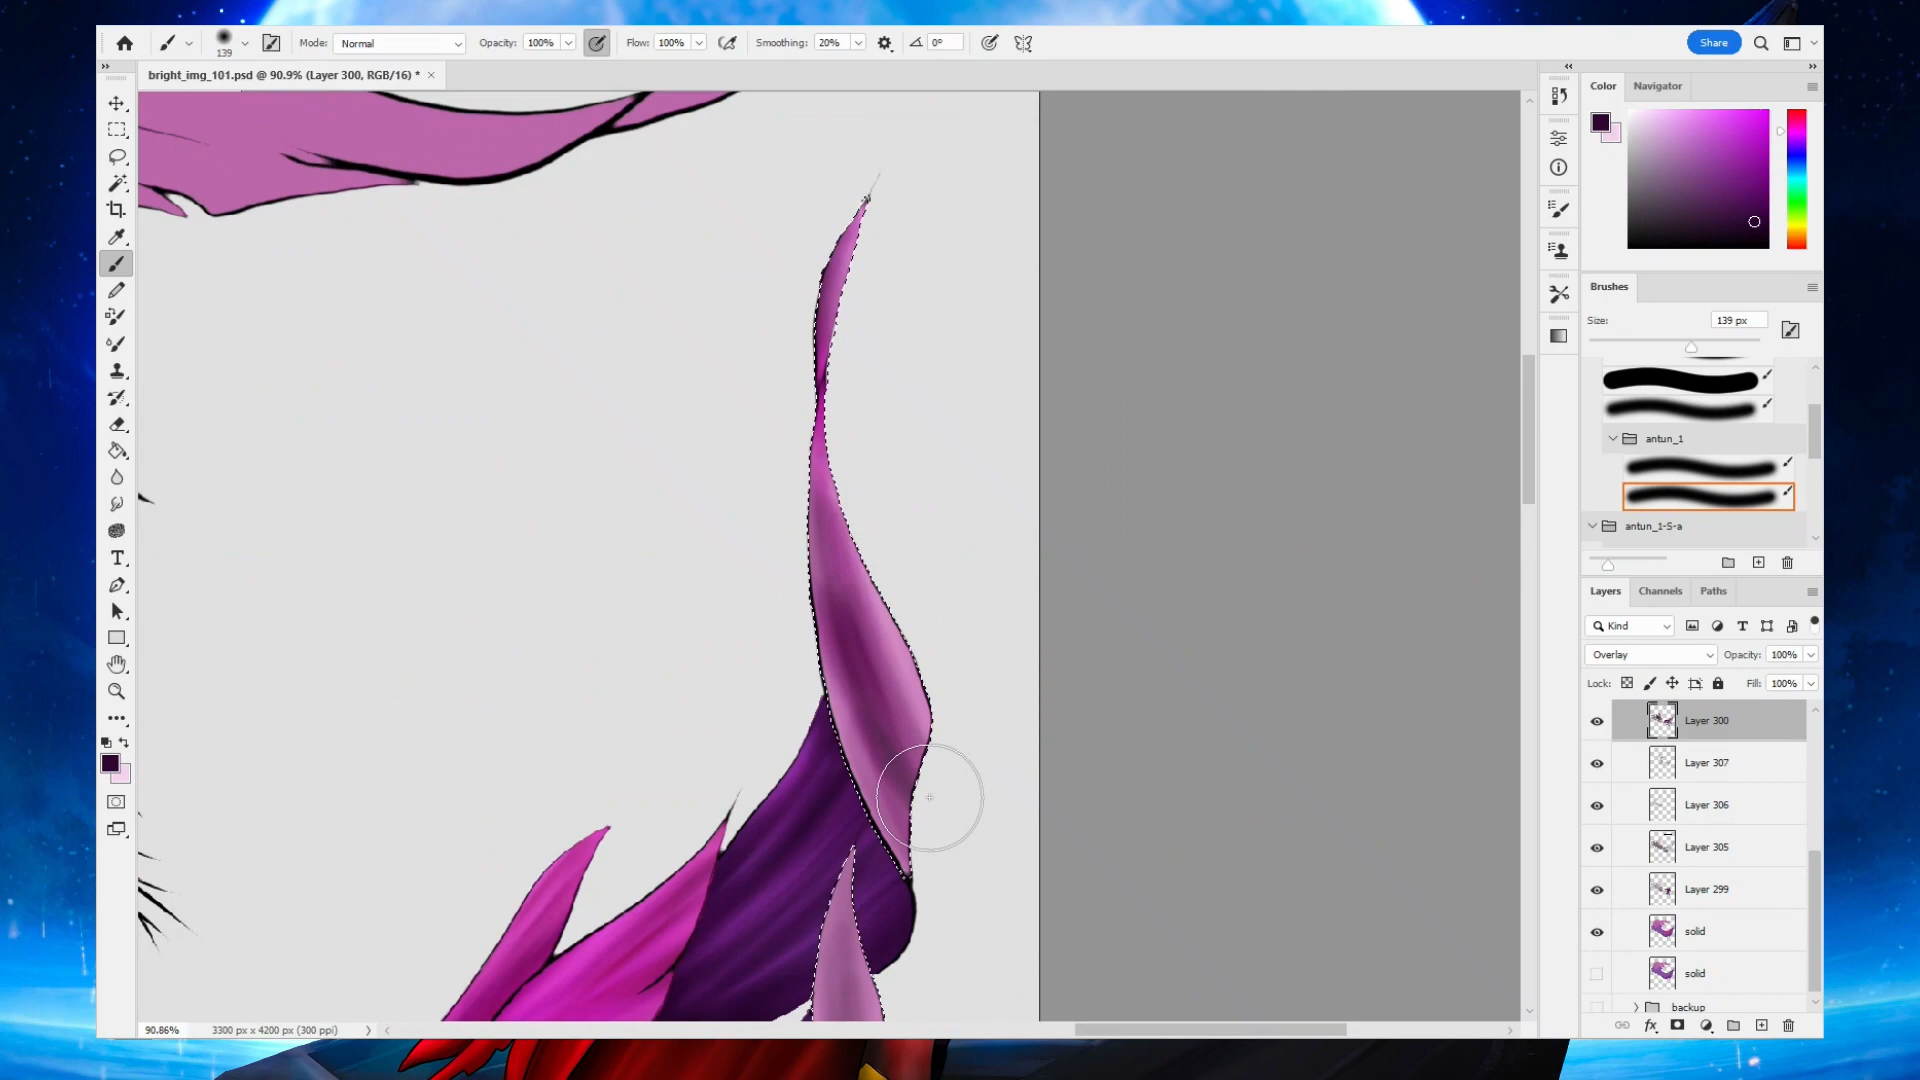 139
Mode: Normal
Opacity: 100%
Flow: 100%
Smoothing: 20%
0°
Share
bright_img_101.psd @ 90.9% (Layer 300, RGB/16) *
Color
Navigator
Brushes
Size: 139 px
antun_1
antun_1-S-a
Layers
Channels
Paths
Kind
Overlay
Opacity: 100%
Lock:
Fill: 100%
Layer 300
Layer 307
Layer 306
Layer 305
Layer 299
solid
solid
backup
fx
90.86%
3300 px x 4200 px (300 ppi)